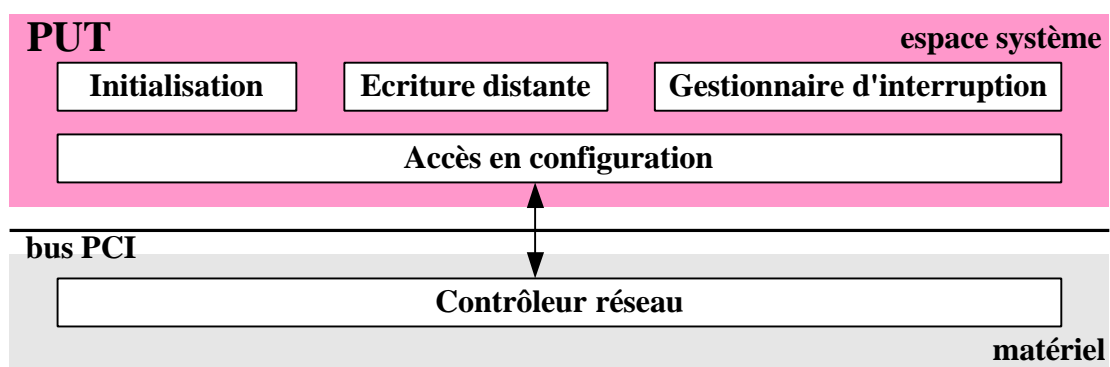 PUT
espace système
Initialisation
Ecriture distante
Gestionnaire d'interruption
Accès en configuration
bus PCI
Contrôleur réseau
matériel